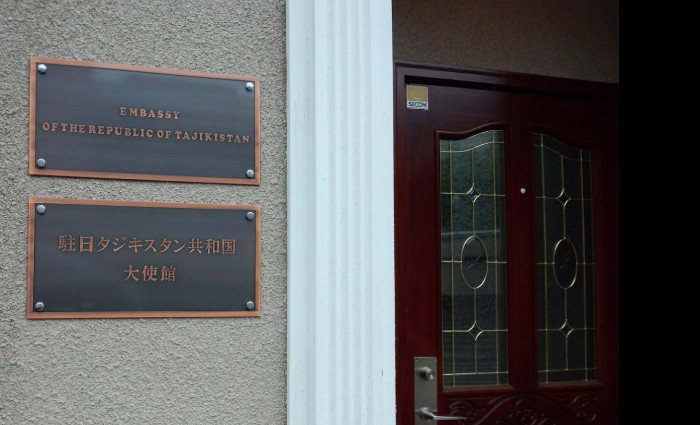 EMBASSY
OF THE REPUBLIC OF TAJIKISTAN
駐日タジキスタン共和国
大使館
SECOM